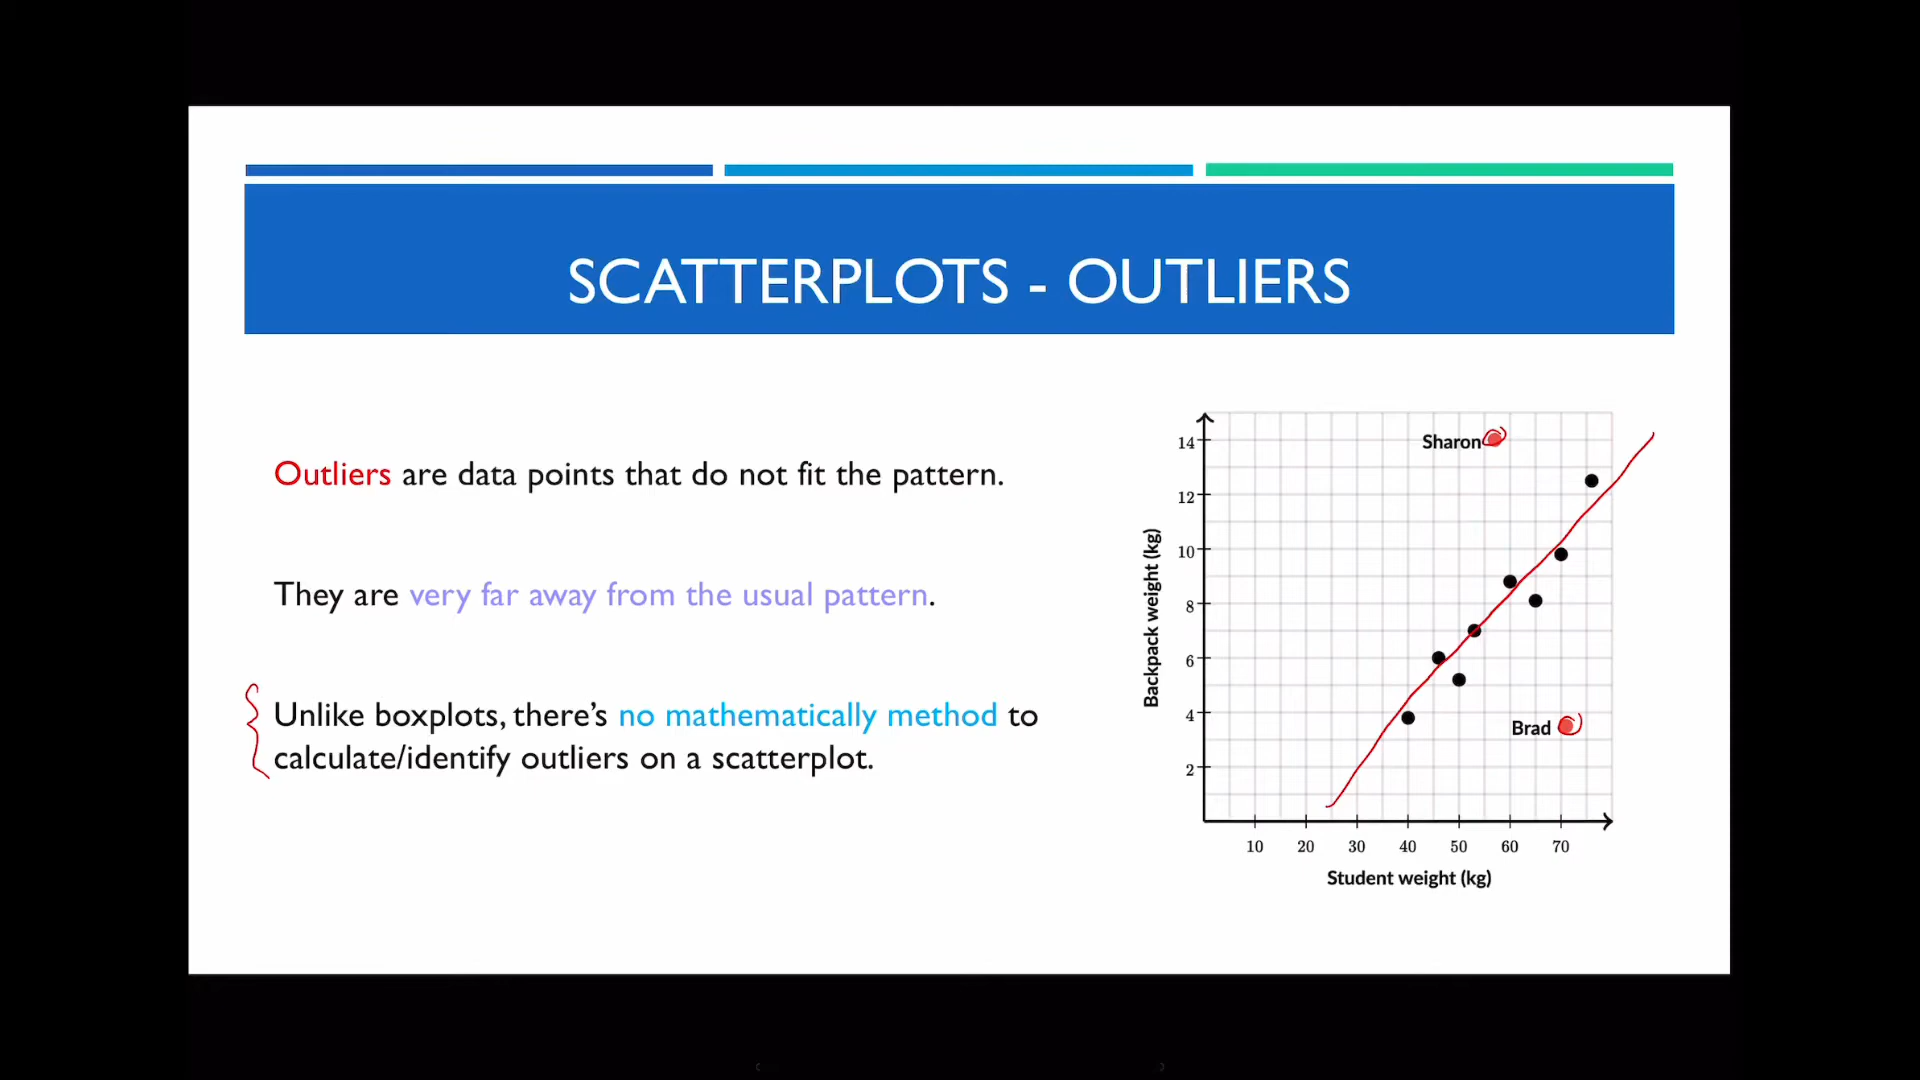 SCATTERPLOTS - OUTLIERS
Outliers are data points that do not fit the pattern.
They are very far away from the usual pattern.
Unlike boxplots, there's no mathematically method to
calculate/identify outliers on a scatterplot.
Sharon
Brad
Backpack weight (kg)
14
12
10
8
6
4
2
10 20 30 40 50 60 70
Student weight (kg)